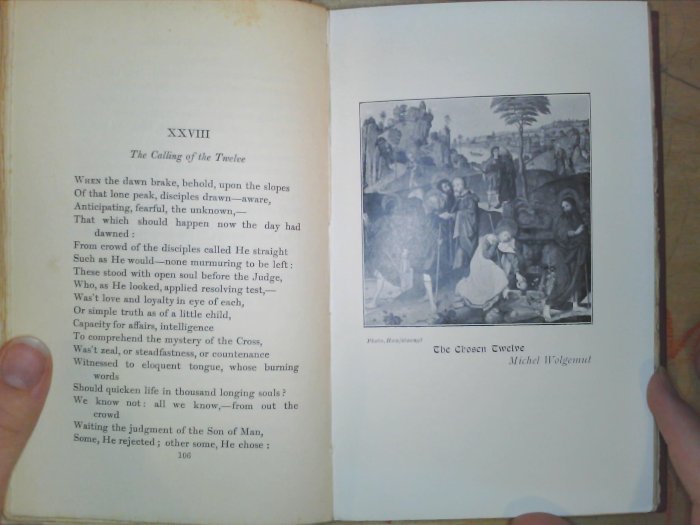 XXVIII
The Calling of the Twelve
WHEN the dawn brake, behold, upon the slopes
Of that lone peak, disciples drawn—aware,
Anticipating, fearful, the unknown,—
That which should happen now the day had
dawned:
From crowd of the disciples called He straight
Such as He would—none murmuring to be left:
These stood with open soul before the Judge,
Who, as He looked, applied resolving test,—
Was't love and loyalty in eye of each,
Or simple truth as of a little child,
Capacity for affairs, intelligence
To comprehend the mystery of the Cross,
Was't zeal, or steadfastness, or countenance
Witnessed to eloquent tongue, whose burning
words
Should quicken life in thousand longing souls?
We know not: all we know,—from out the
crowd
Waiting the judgment of the Son of Man,
Some, He rejected; other some, He chose:
106
Photo, Hanfstaengl
The Chosen Twelve
Michel Wolgemut